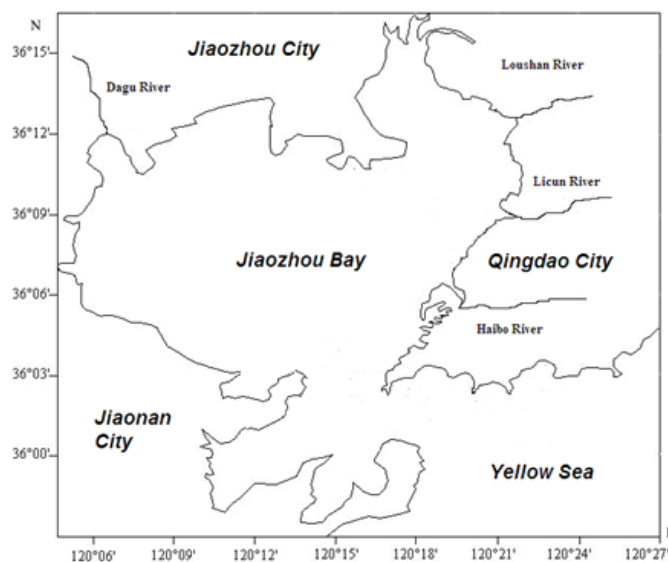 N
36°15'
Jiaozhou City
Loushan River
Dagu River
36°12'
Licun River
36°09'
Jiaozhou Bay
Qingdao City
36°06'
Haibo River
36°03'
Jiaonan
City
36°00'
Yellow Sea
120°06'
120°09'
120°12'
120°15'
120°18'
120°21'
120°24'
120°27'